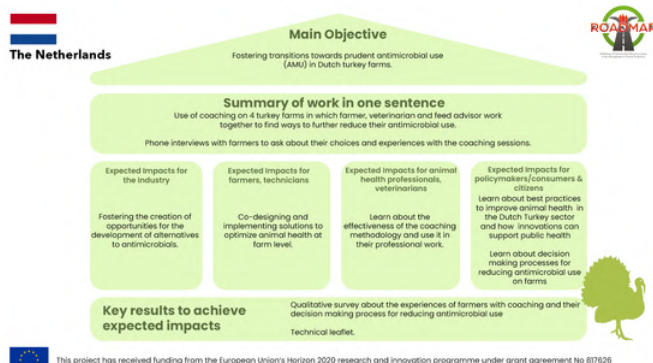 The Netherlands
Main Objective
Fostering transitions towards prudent antimicrobial use
(AMU) in Dutch turkey farms.
ROADMAP
Summary of work in one sentence
Use of coaching on 4 turkey farms in which farmer, veterinarian and feed advisor work
together to find ways to further reduce their antimicrobial use.
Phone interviews with farmers to ask about their choices and experiences with the coaching sessions.
Expected Impacts for
the Industry
Fostering the creation of
opportunities for the
development of alternatives
to antimicrobials.
Expected Impacts for
farmers, technicians
Co-designing and
implementing solutions to
optimize animal health at
farm level.
Expected Impacts for animal
health professionals,
veterinarians
Learn about the
effectiveness of the coaching
methodology and use it in
their professional work.
Expected Impacts for
policymakers/consumers &
citizens
Learn about best practices
to improve animal health in
the Dutch Turkey sector
and how innovations can
support public health
Learn about decision
making processes for
reducing antimicrobial use
on farms
Key results to achieve
expected impacts
Qualitative survey about the experiences of farmers with coaching and their
decision making process for reducing antimicrobial use
Technical leaflet.
This project has received funding from the European Union's Horizon 2020 research and innovation programme under grant agreement No 817626